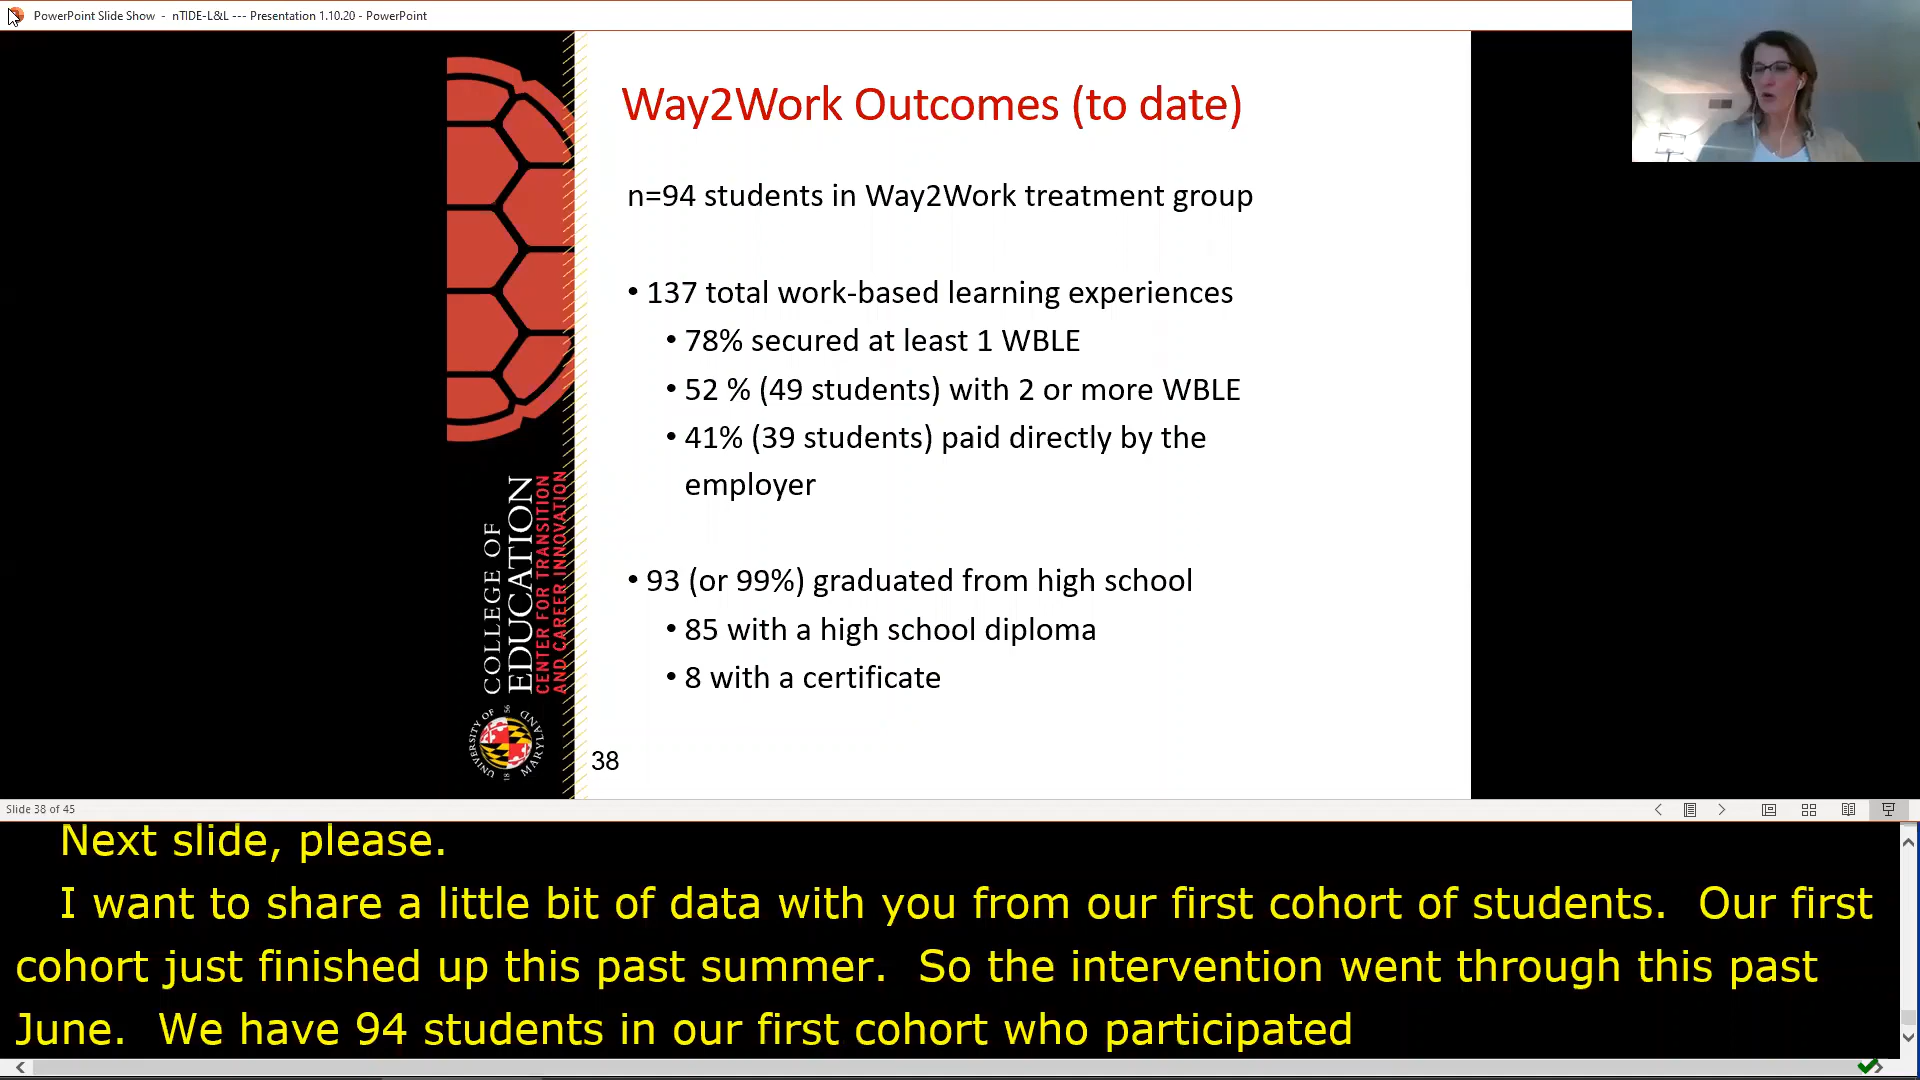 PowerPoint Slide Show - nTIDE-L&L --- Presentation 1.10.20 - PowerPoint
Way2Work Outcomes (to date)
n=94 students in Way2Work treatment group
• 137 total work-based learning experiences
• 78% secured at least 1 WBLE
• 52 % (49 students) with 2 or more WBLE
• 41% (39 students) paid directly by the
employer
• 93 (or 99%) graduated from high school
• 85 with a high school diploma
• 8 with a certificate
COLLEGE OF
EDUCATION
CENTER FOR TRANSITION
AND CAREER INNOVATION
UNIVERSITY OF
MARYLAND
18 56
38
Slide 38 of 45
Next slide, please.
I want to share a little bit of data with you from our first cohort of students. Our first
cohort just finished up this past summer. So the intervention went through this past
June. We have 94 students in our first cohort who participated